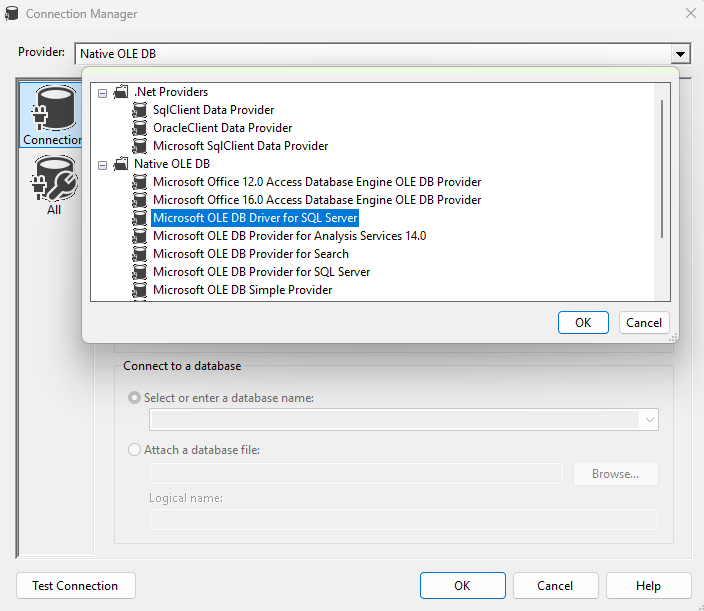 Connection Manager
Provider:
Native OLE DB
.Net Providers
SqlClient Data Provider
OracleClient Data Provider
Microsoft SqlClient Data Provider
Native OLE DB
Microsoft Office 12.0 Access Database Engine OLE DB Provider
Microsoft Office 16.0 Access Database Engine OLE DB Provider
Microsoft OLE DB Driver for SQL Server
Microsoft OLE DB Provider for Analysis Services 14.0
Microsoft OLE DB Provider for Search
Microsoft OLE DB Provider for SQL Server
Microsoft OLE DB Simple Provider
OK
Cancel
Connection
All
Connect to a database
Select or enter a database name:
Attach a database file:
Browse...
Logical name:
Test Connection
OK
Cancel
Help